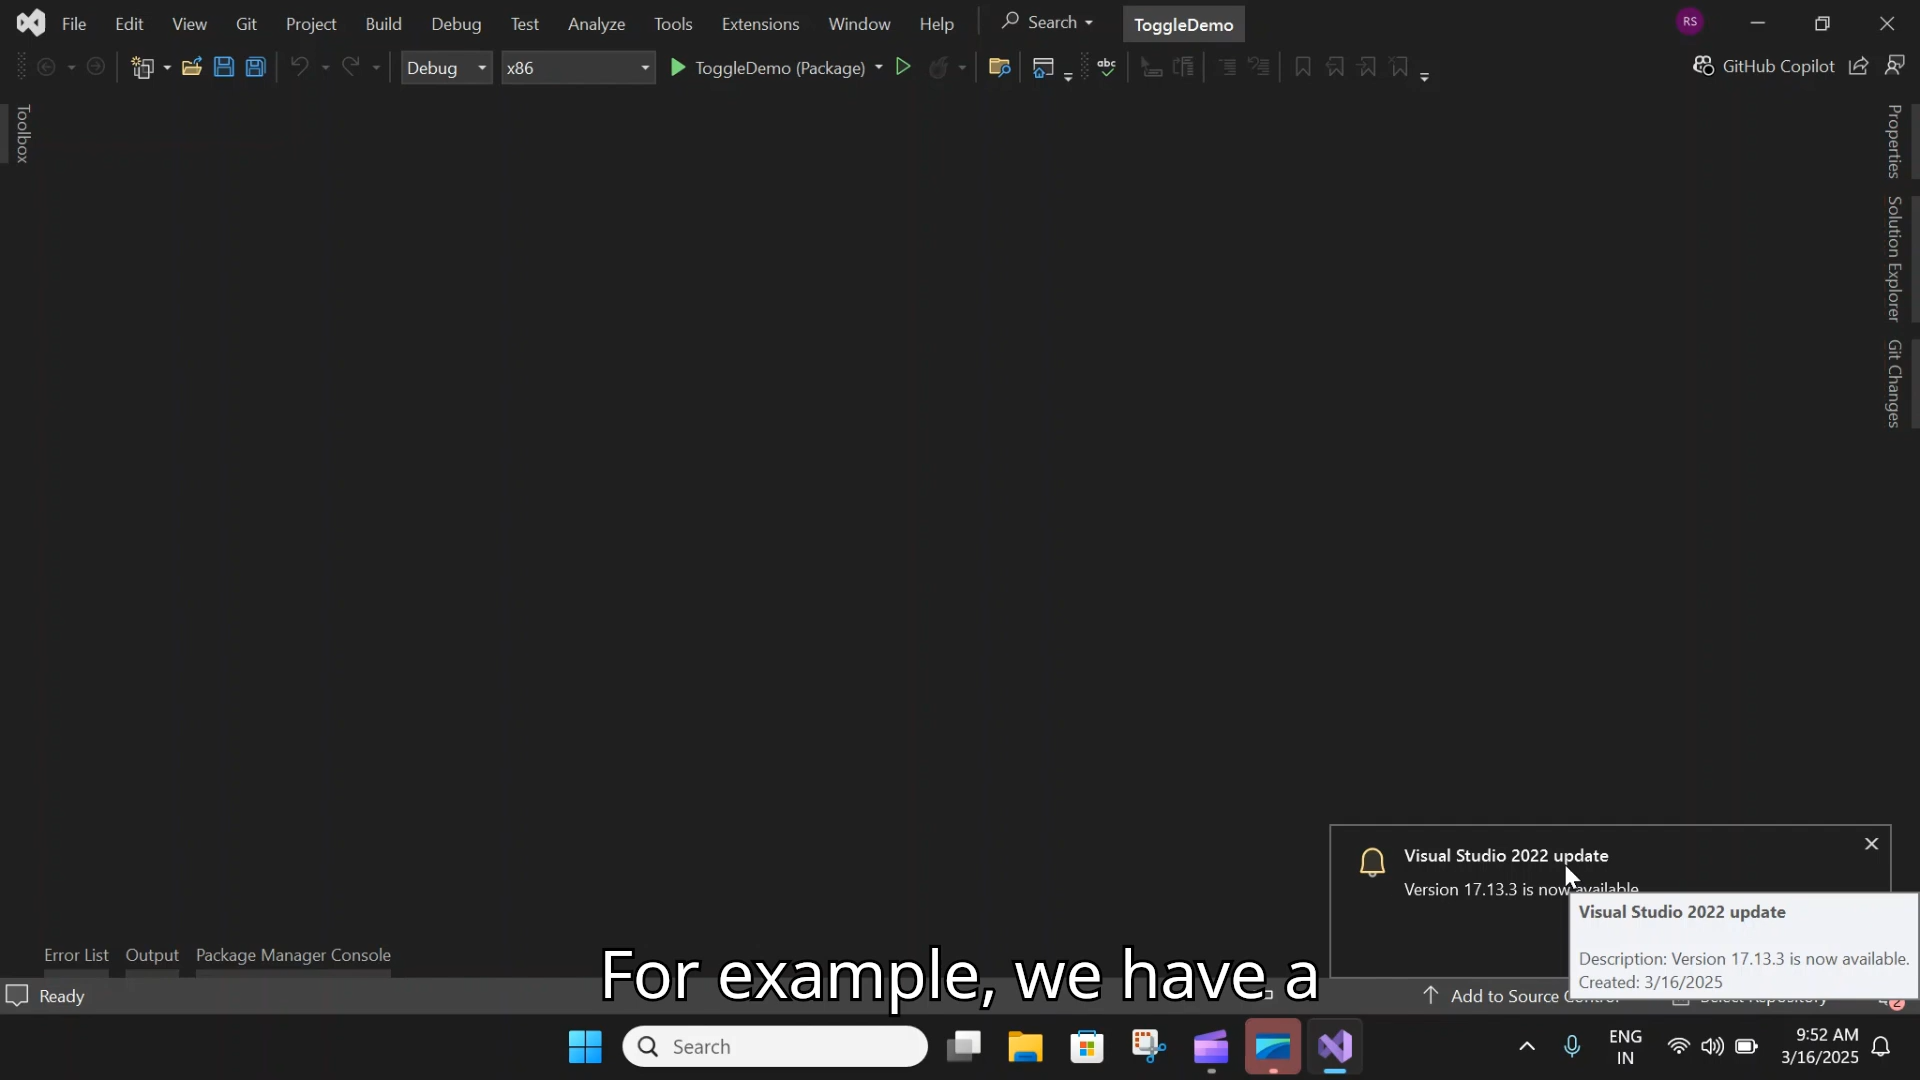 File Edit View Git Project Build Debug Test Analyze Tools Extensions Window Help Search ToggleDemo RS
Debug x86 ToggleDemo (Package) abc GitHub Copilot
Toolbox
Properties
Solution Explorer
Git Changes
Visual Studio 2022 update
Version 17.13.3 is now available
Visual Studio 2022 update
Description: Version 17.13.3 is now available.
Created: 3/16/2025
Error List Output Package Manager Console
For example, we have a
Ready Add to Source 2
Search ENG IN 9:52 AM 3/16/2025